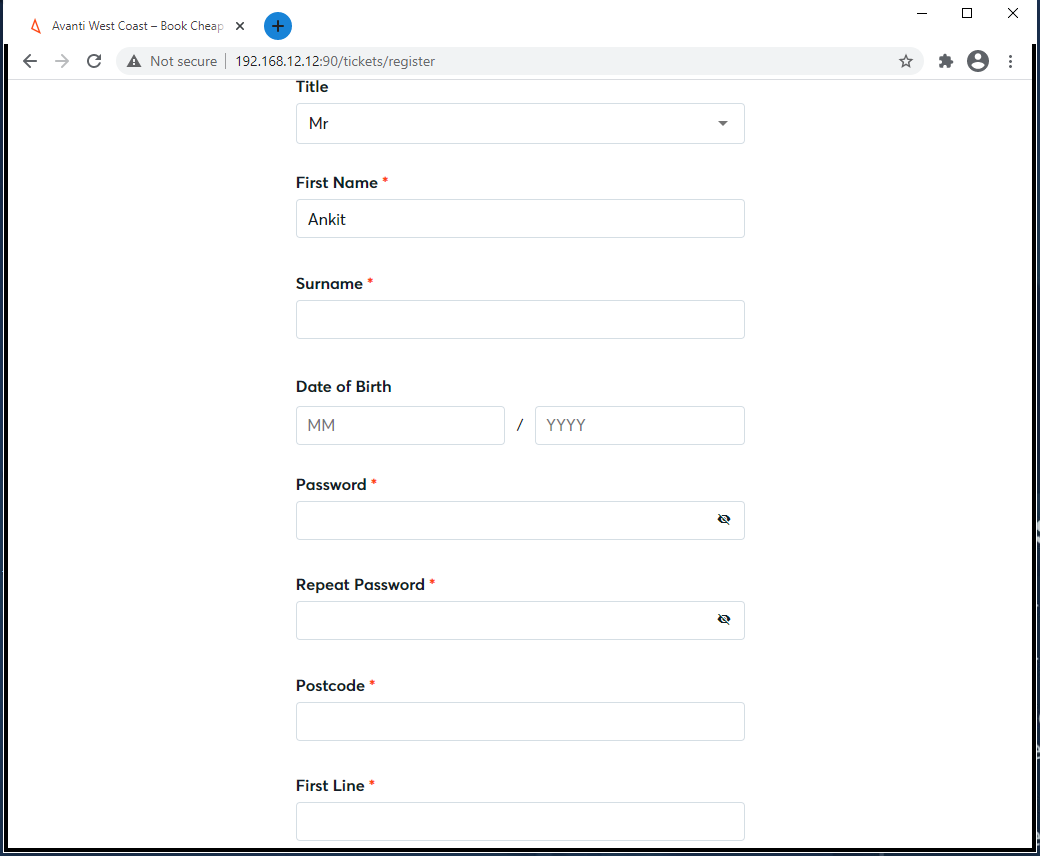 Avanti West Coast – Book Cheap
Not secure
192.168.12.12:90/tickets/register
Title
Mr
First Name *
Ankit
Surname *
Date of Birth
MM / YYYY
Password *
Repeat Password *
Postcode *
First Line *